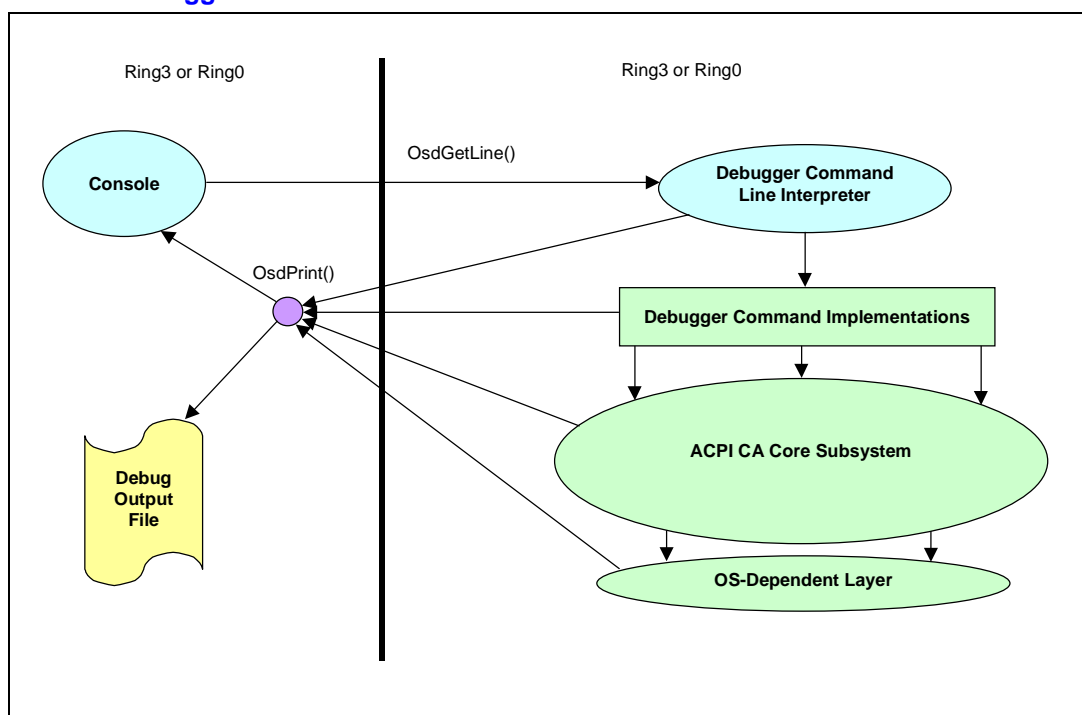 Ring3 or Ring0
Ring3 or Ring0
OsdGetLine()
Console
Debugger Command
Line Interpreter
OsdPrint()
Debugger Command Implementations
ACPI CA Core Subsystem
Debug
Output
File
OS-Dependent Layer